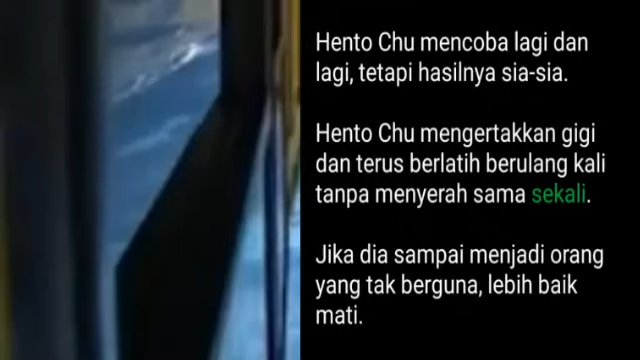 Hento Chu mencoba lagi dan
lagi, tetapi hasilnya sia-sia.
Hento Chu mengertakkan gigi
dan terus berlatih berulang kali
tanpa menyerah sama sekali.
Jika dia sampai menjadi orang
yang tak berguna, lebih baik
mati.